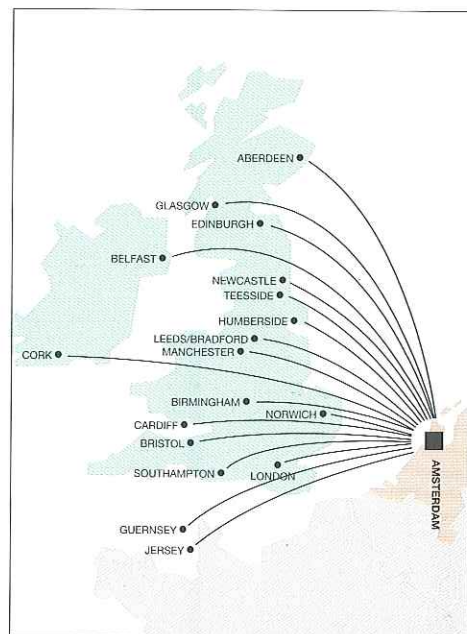 ABERDEEN
GLASGOW
EDINBURGH
BELFAST
NEWCASTLE
TEESSIDE
HUMBERSIDE
LEEDS/BRADFORD
CORK
MANCHESTER
BIRMINGHAM
NORWICH
CARDIFF
BRISTOL
SOUTHAMPTON
LONDON
AMSTERDAM
GUERNSEY
JERSEY